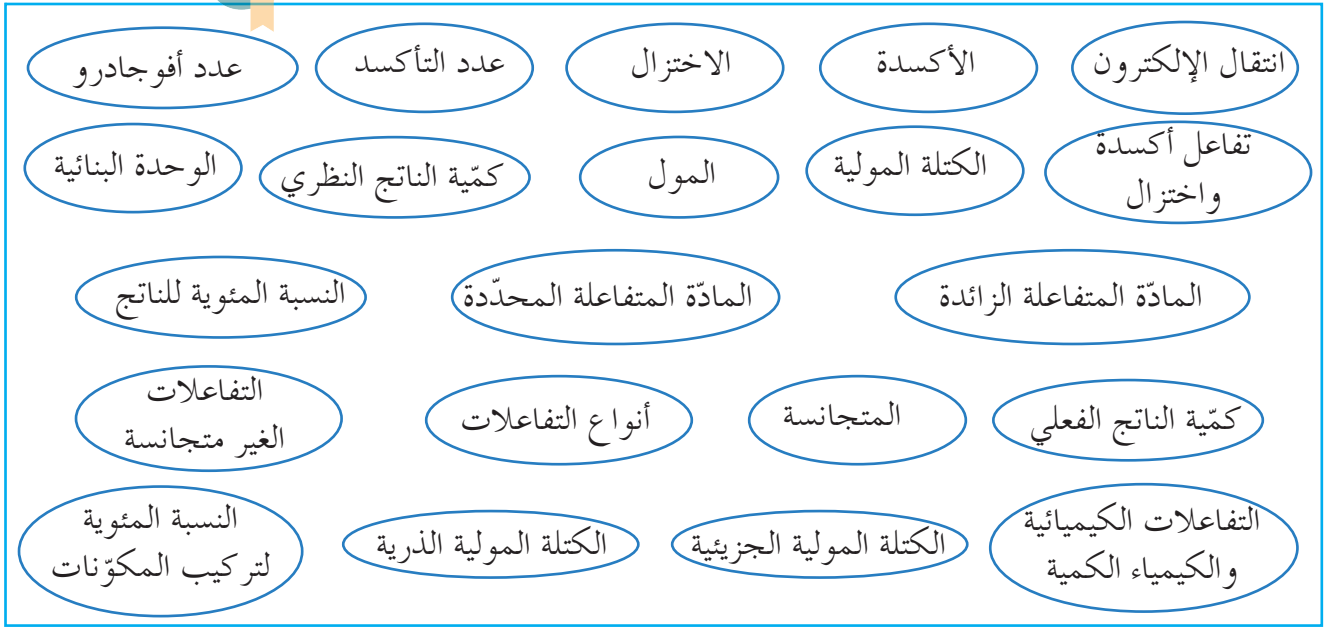 انتقال الإلكترون
الأكسدة
الاختزال
عدد التأكسد
عدد أفوجادرو
تفاعل أكسدة
واختزال
الكتلة المولية
المول
كمّية الناتج النظري
الوحدة البنائية
المادّة المتفاعلة الزائدة
المادّة المتفاعلة المحدّدة
النسبة المئوية للناتج
كمّية الناتج الفعلي
المتجانسة
أنواع التفاعلات
التفاعلات
الغير متجانسة
التفاعلات الكيميائية
والكيمياء الكمية
الكتلة المولية الجزيئية
الكتلة المولية الذرية
النسبة المئوية
لتركيب المكوّنات